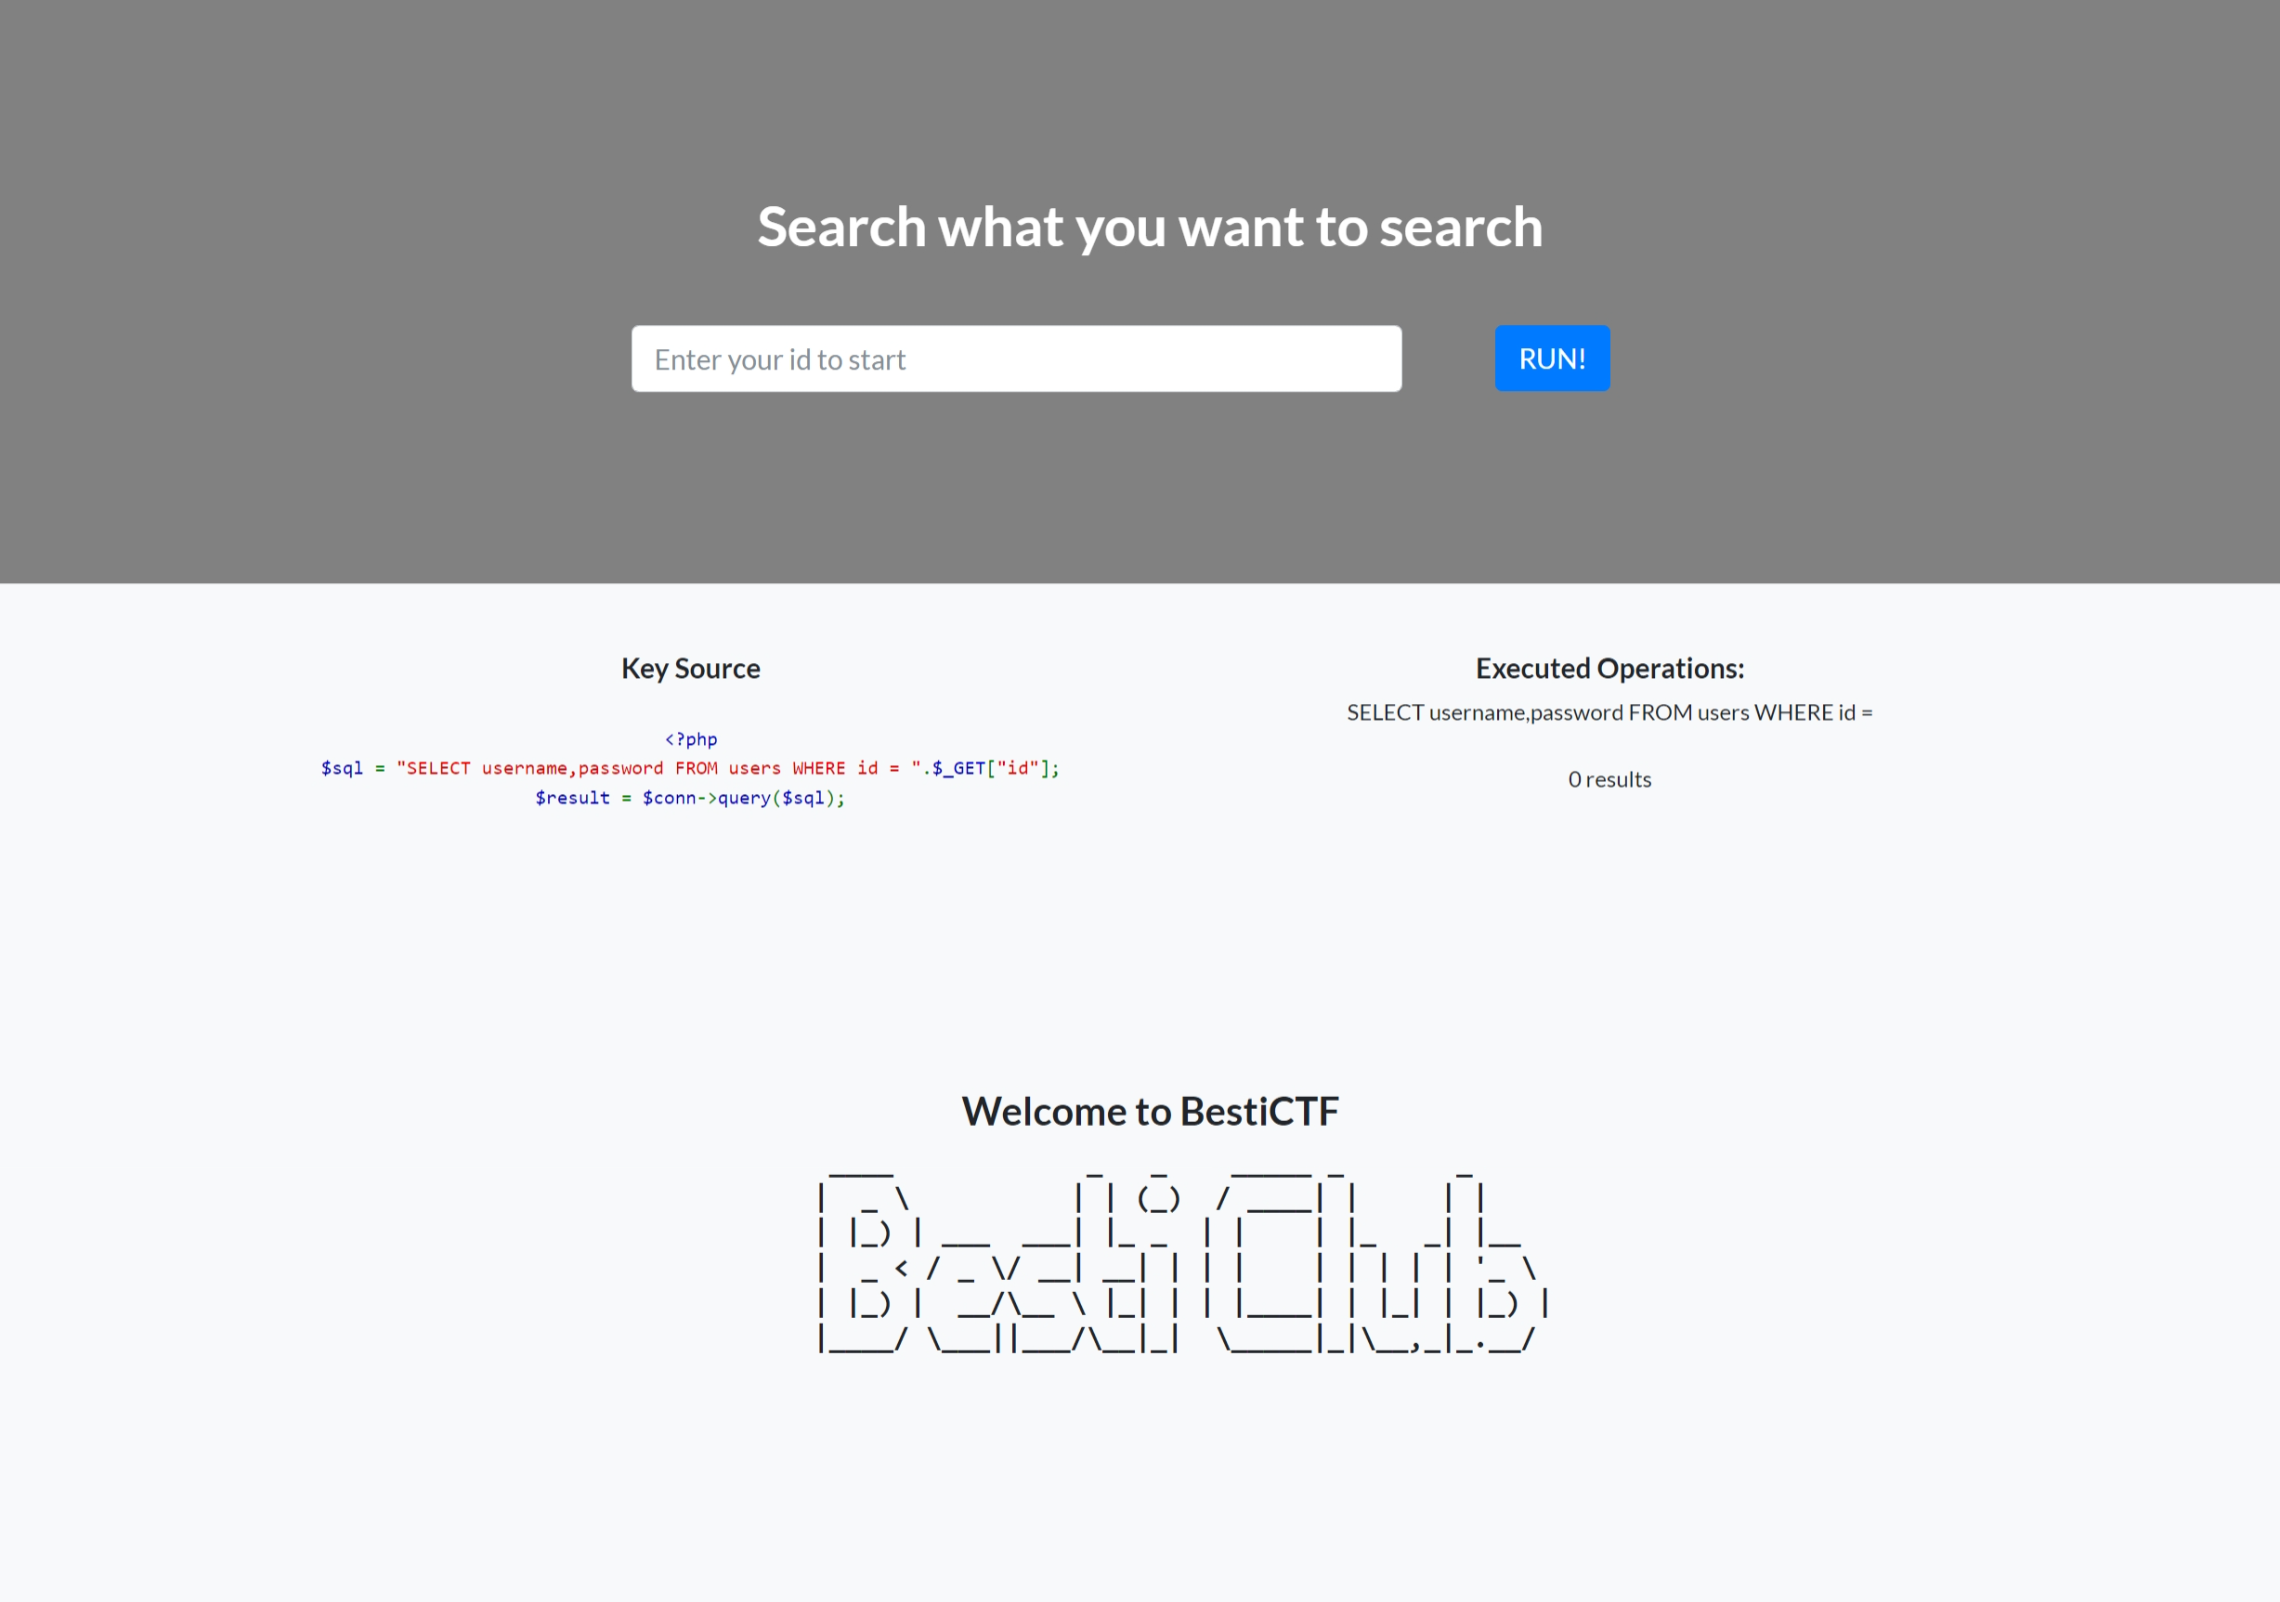 Search what you want to search
Enter your id to start
RUN!
Key Source
<?php
$sql = "SELECT username,password FROM users WHERE id = ".$_GET["id"];
$result = $conn->query($sql);
Executed Operations:
SELECT username,password FROM users WHERE id =
0 results
Welcome to BestiCTF
Besti Club